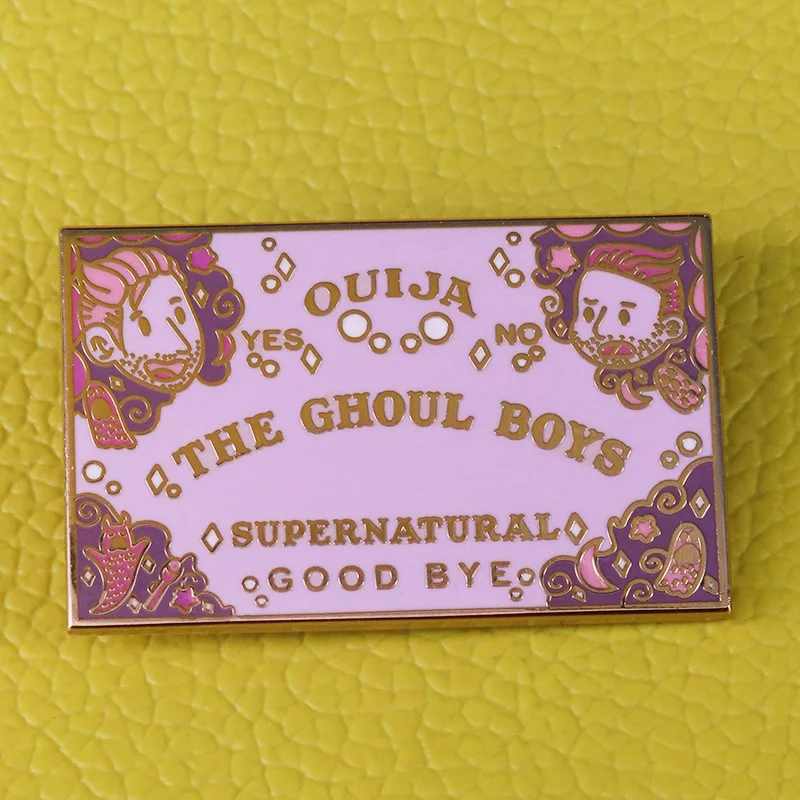 OUIJA
YES NO
THE GHOUL BOYS
SUPERNATURAL
GOOD BYE